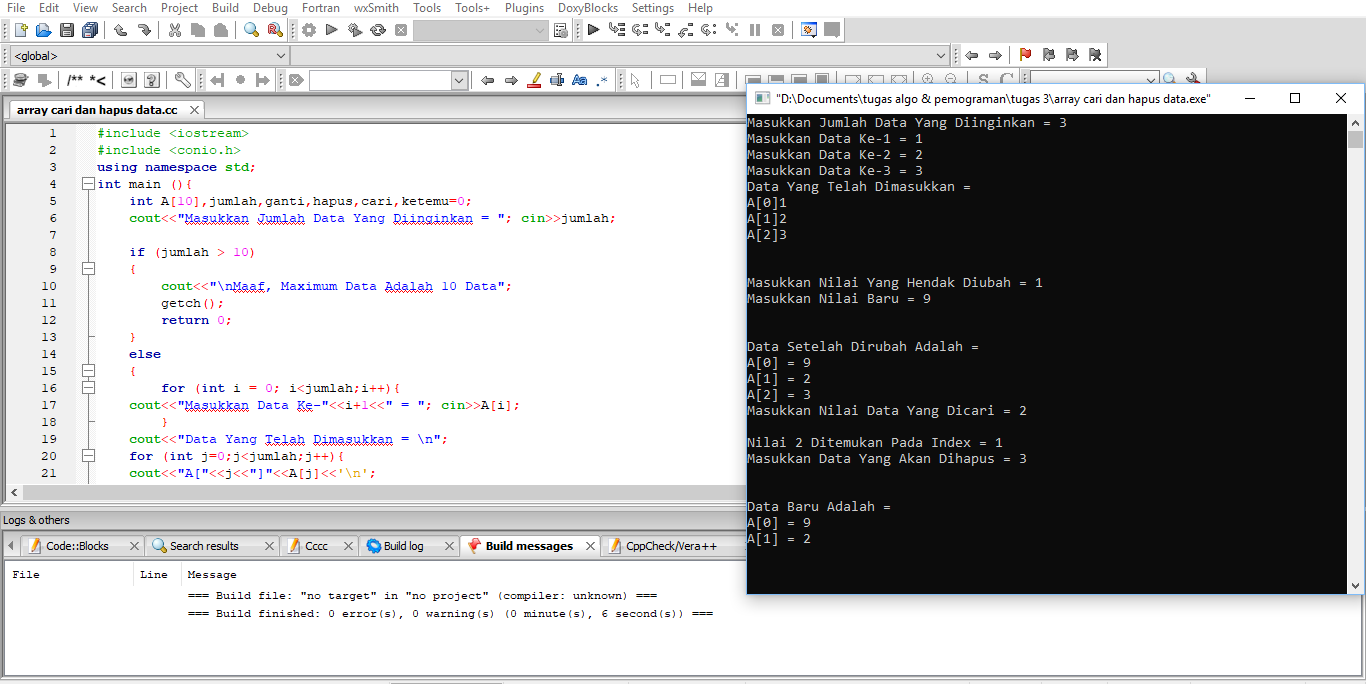 File Edit View Search Project Build Debug Fortran wxSmith Tools Tools+ Plugins DoxyBlocks Settings Help
<global>
/** *<
array cari dan hapus data.cc
1 #include <iostream>
2 #include <conio.h>
3 using namespace std;
4 int main (){
5 int A[10],jumlah,ganti,hapus,cari,ketemu=0;
6 cout<<"Masukkan Jumlah Data Yang Diinginkan = "; cin>>jumlah;
7
8 if (jumlah > 10)
9 {
10 cout<<"\nMaaf, Maximum Data Adalah 10 Data";
11 getch();
12 return 0;
13 }
14 else
15 {
16 for (int i = 0; i<jumlah;i++){
17 cout<<"Masukkan Data Ke-"<<i+1<<" = "; cin>>A[i];
18 }
19 cout<<"Data Yang Telah Dimasukkan = \n";
20 for (int j=0;j<jumlah;j++){
21 cout<<"A["<<j<<"]"<<A[j]<<'\n';
"D:\Documents\tugas algo & pemograman\tugas 3\array cari dan hapus data.exe"
Masukkan Jumlah Data Yang Diinginkan = 3
Masukkan Data Ke-1 = 1
Masukkan Data Ke-2 = 2
Masukkan Data Ke-3 = 3
Data Yang Telah Dimasukkan =
A[0]1
A[1]2
A[2]3
Masukkan Nilai Yang Hendak Diubah = 1
Masukkan Nilai Baru = 9
Data Setelah Dirubah Adalah =
A[0] = 9
A[1] = 2
A[2] = 3
Masukkan Nilai Data Yang Dicari = 2
Nilai 2 Ditemukan Pada Index = 1
Masukkan Data Yang Akan Dihapus = 3
Data Baru Adalah =
A[0] = 9
A[1] = 2
Logs & others
Code::Blocks Search results Cccc Build log Build messages CppCheck/Vera++
File Line Message
=== Build file: "no target" in "no project" (compiler: unknown) ===
=== Build finished: 0 error(s), 0 warning(s) (0 minute(s), 6 second(s)) ===